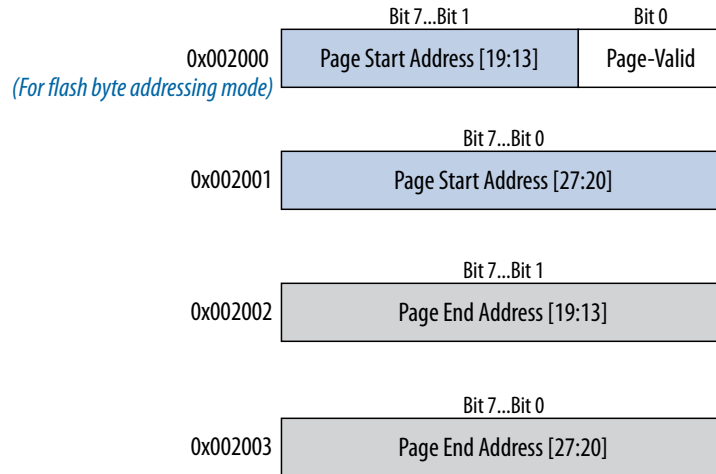 Bit 7...Bit 1 Bit 0
0x002000 Page Start Address [19:13] Page-Valid
(For flash byte addressing mode)
Bit 7...Bit 0
0x002001 Page Start Address [27:20]
Bit 7...Bit 1
0x002002 Page End Address [19:13]
Bit 7...Bit 0
0x002003 Page End Address [27:20]